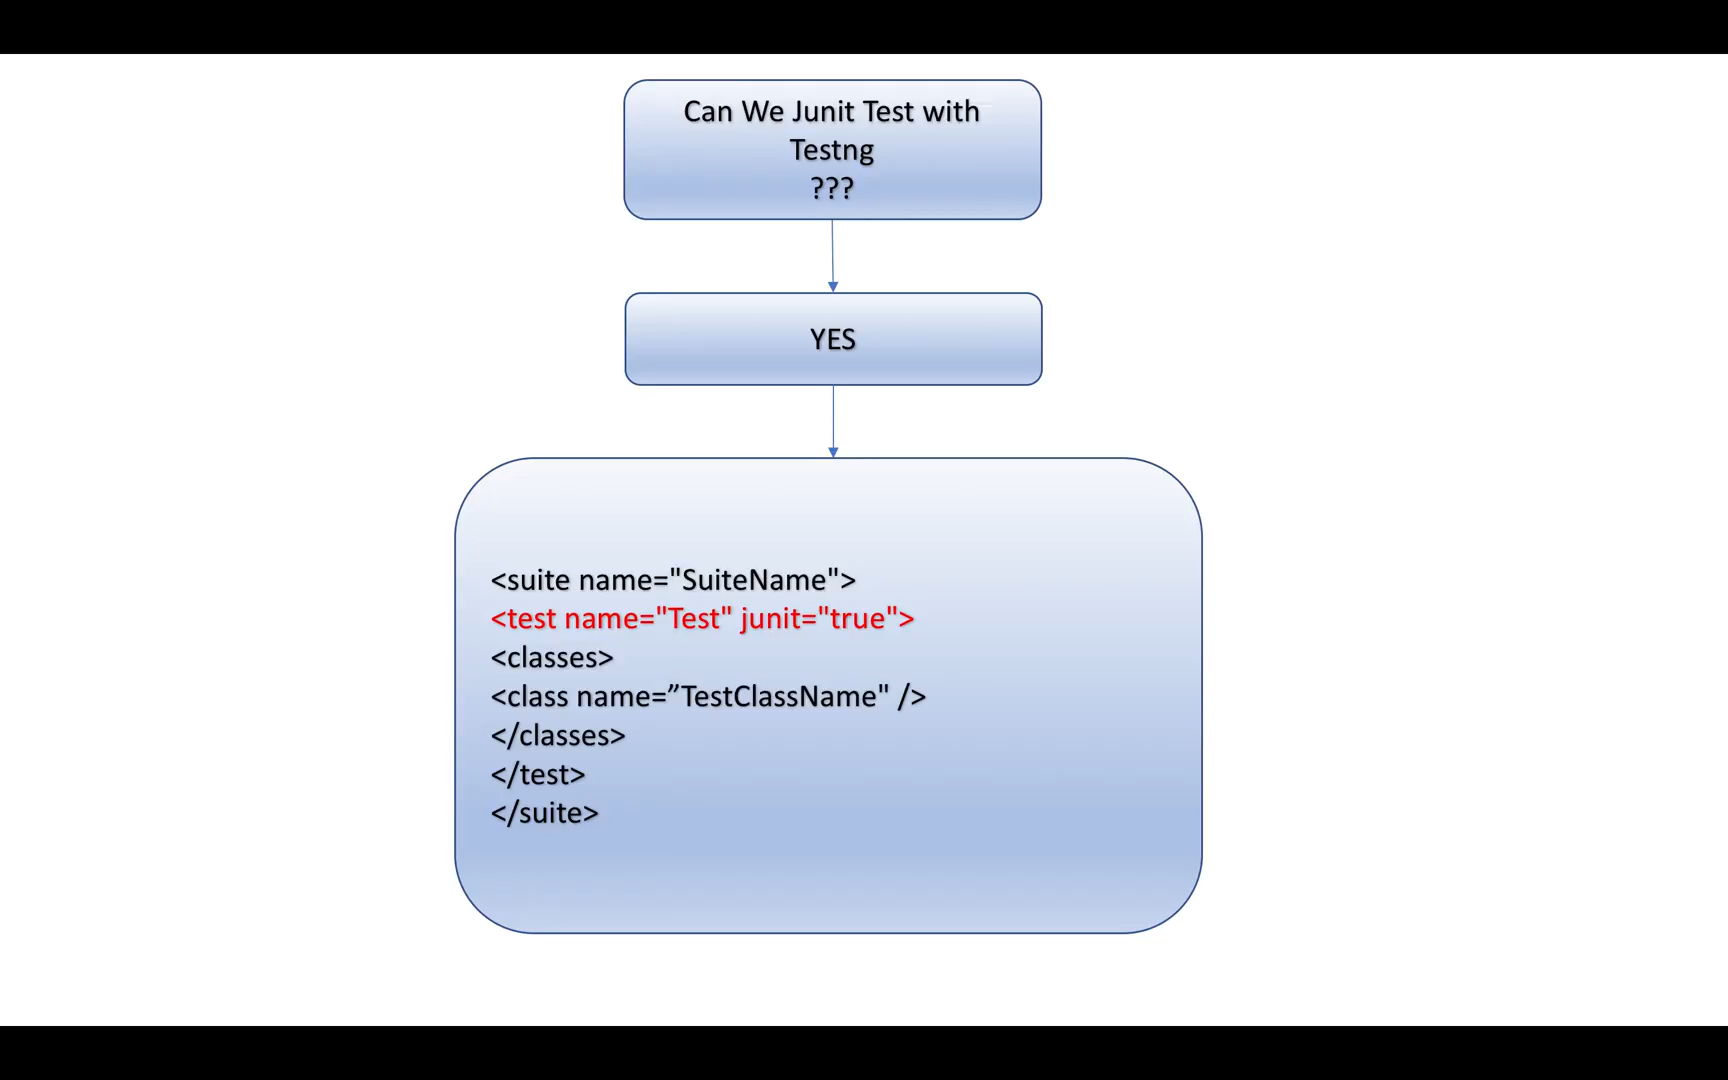 Can We Junit Test with
Testng
???
YES
<suite name="SuiteName">
<test name="Test" junit="true">
<classes>
<class name=”TestClassName" />
</classes>
</test>
</suite>